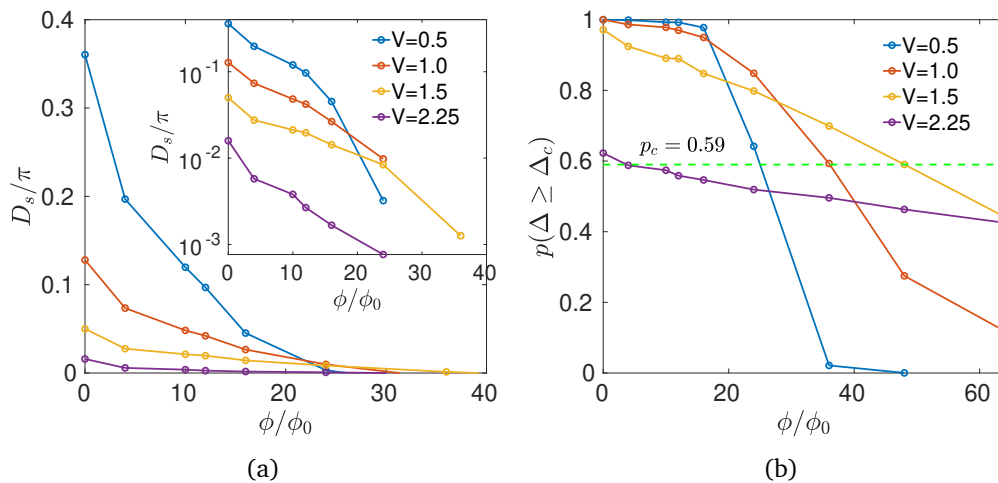 0.4
0.3
0.2
0.1
0
D_s/π
0 10 20 30 40
ϕ/ϕ_0
V=0.5
V=1.0
V=1.5
V=2.25
10^{-1}
10^{-2}
10^{-3}
D_s/π
0 10 20 30 40
ϕ/ϕ_0
(a)
1
0.8
0.6
0.4
0.2
0
p(Δ ≥ Δ_c)
V=0.5
V=1.0
V=1.5
V=2.25
p_c = 0.59
0 20 40 60
ϕ/ϕ_0
(b)